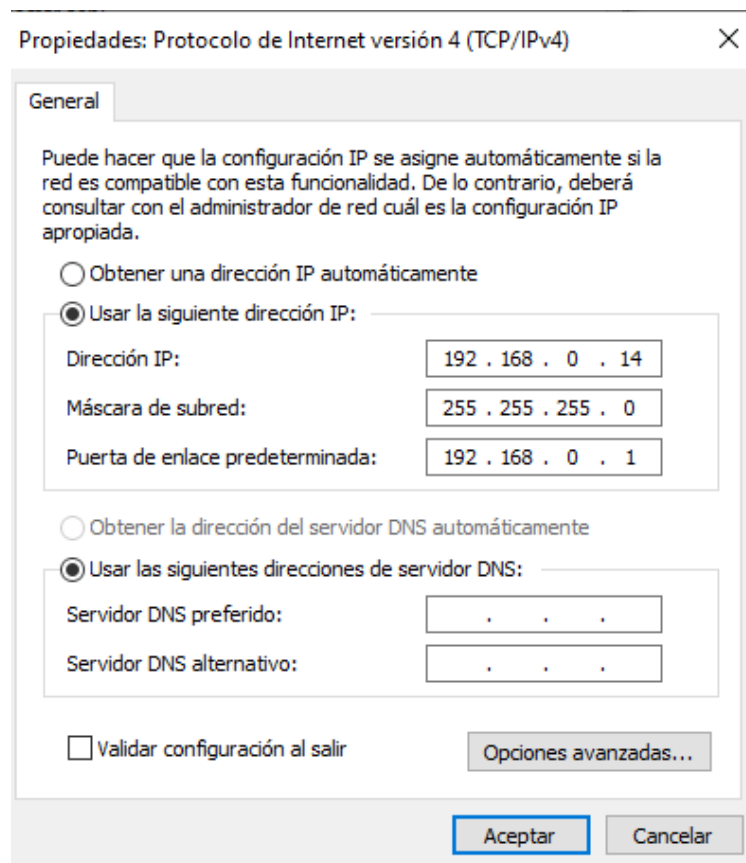 Propiedades: Protocolo de Internet versión 4 (TCP/IPv4)
General
Puede hacer que la configuración IP se asigne automáticamente si la
red es compatible con esta funcionalidad. De lo contrario, deberá
consultar con el administrador de red cuál es la configuración IP
apropiada.
Obtener una dirección IP automáticamente
Usar la siguiente dirección IP:
Dirección IP: 192 . 168 . 0 . 14
Máscara de subred: 255 . 255 . 255 . 0
Puerta de enlace predeterminada: 192 . 168 . 0 . 1
Obtener la dirección del servidor DNS automáticamente
Usar las siguientes direcciones de servidor DNS:
Servidor DNS preferido: . . .
Servidor DNS alternativo: . . .
Validar configuración al salir Opciones avanzadas...
Aceptar Cancelar